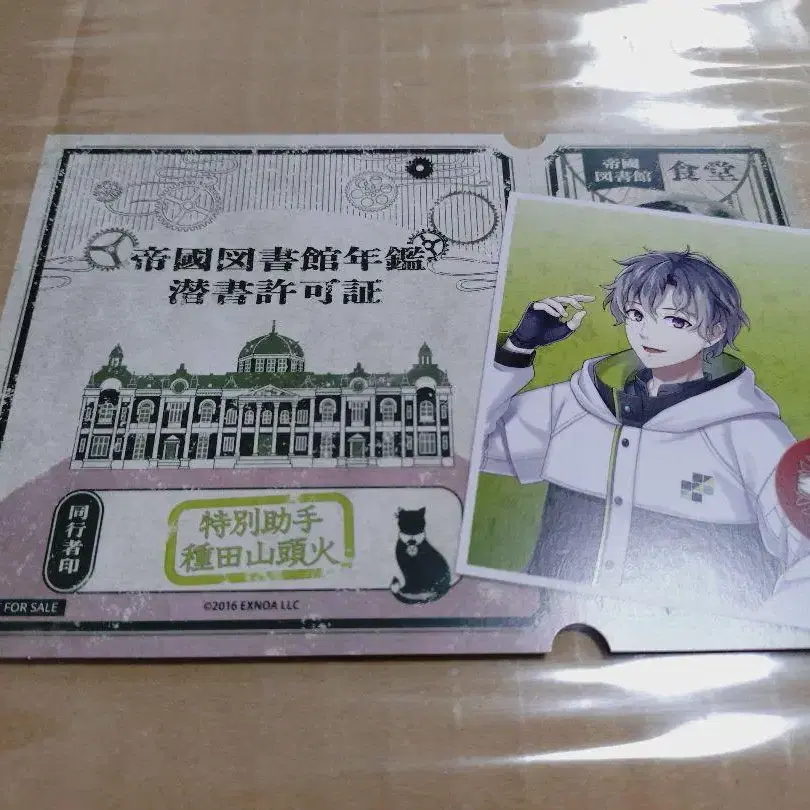 帝國図書館年鑑
潜書許可証
同行者印
特別助手
種田山頭火
FOR SALE
©2016 EXNOA LLC
帝國
図書館
食堂